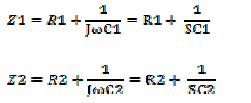 Z1 = R1 + 1/JωC1 = R1 + 1/SC1
Z2 = R2 + 1/JωC2 = R2 + 1/SC2